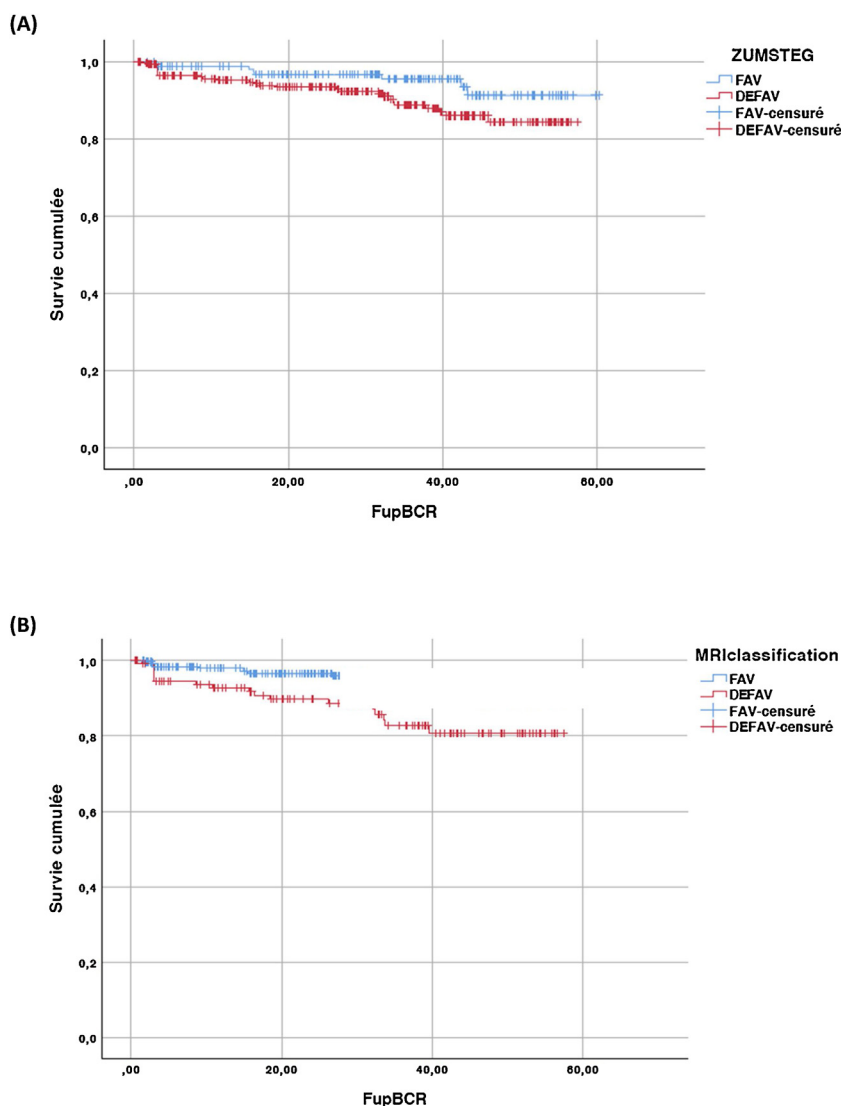 (A)
ZUMSTEG
FAV
DEFAV
FAV-censuré
DEFAV-censuré
1,0
0,8
0,6
0,4
0,2
0,0
Survie cumulée
,00 20,00 40,00 60,00
FupBCR
(B)
MRIclassification
FAV
DEFAV
FAV-censuré
DEFAV-censuré
1,0
0,8
0,6
0,4
0,2
0,0
Survie cumulée
,00 20,00 40,00 60,00
FupBCR